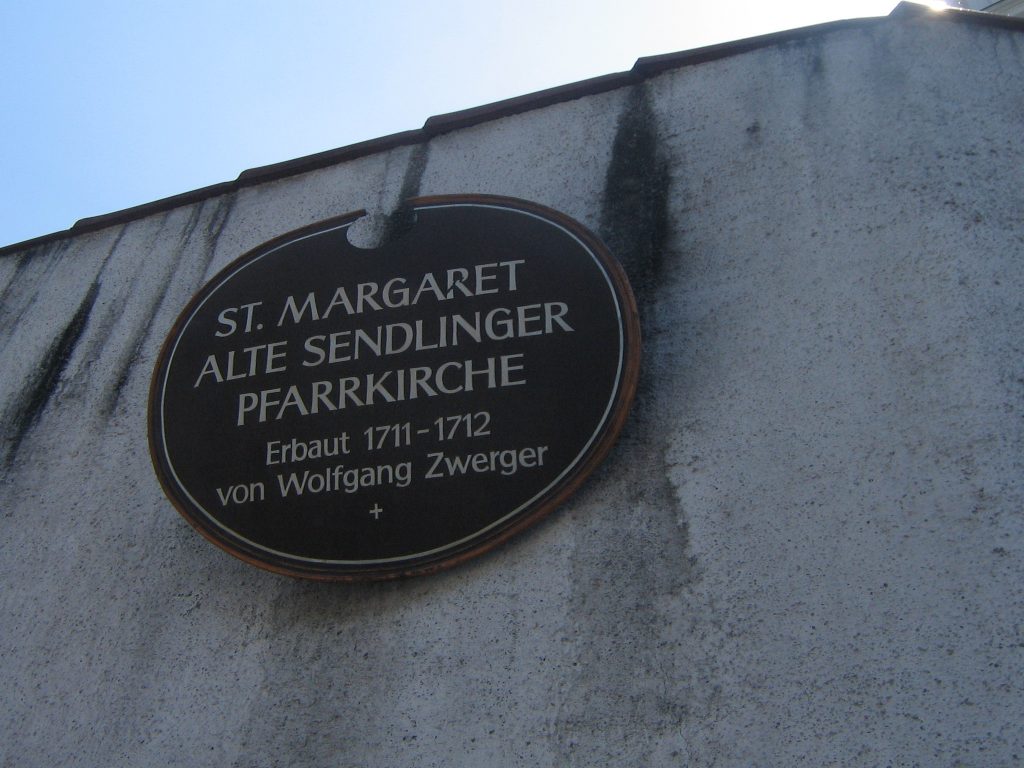 ST. MARGARET
ALTE SENDLINGER
PFARRKIRCHE
Erbaut 1711-1712
von Wolfgang Zwerger